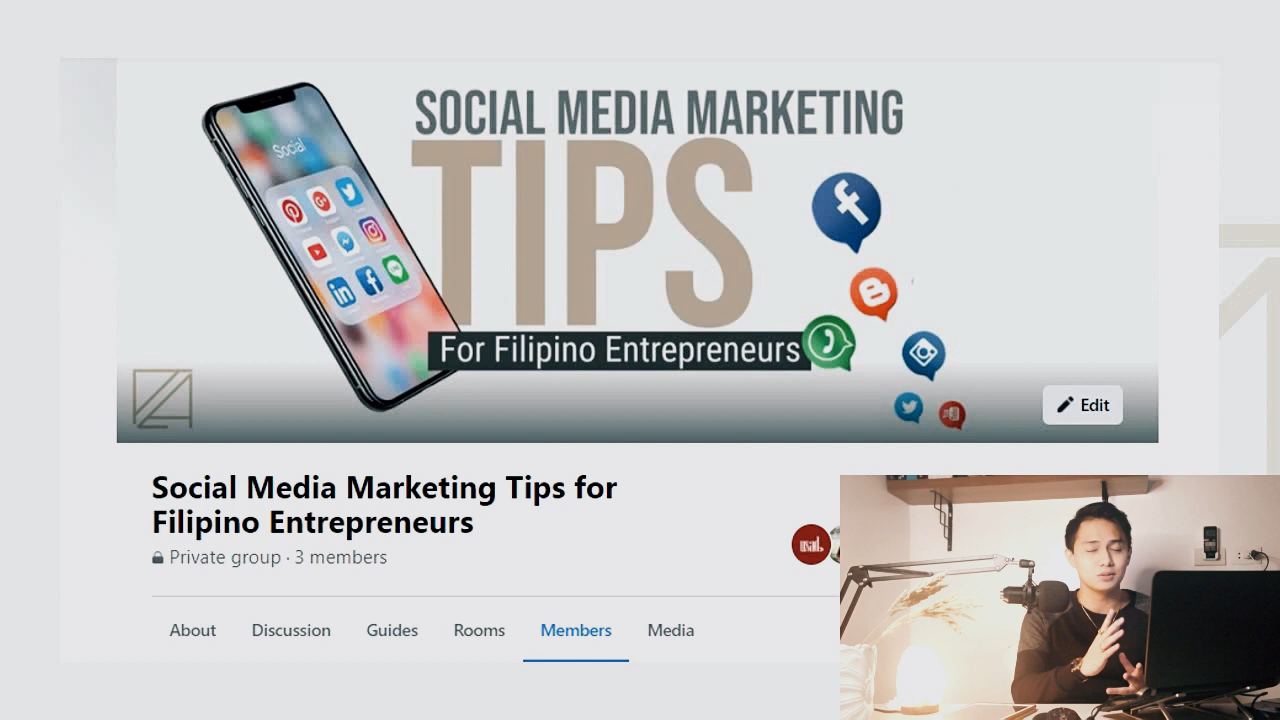 SOCIAL MEDIA MARKETING
TIPS
Social
For Filipino Entrepreneurs
Edit
Social Media Marketing Tips for
Filipino Entrepreneurs
Private group · 3 members
About Discussion Guides Rooms Members Media